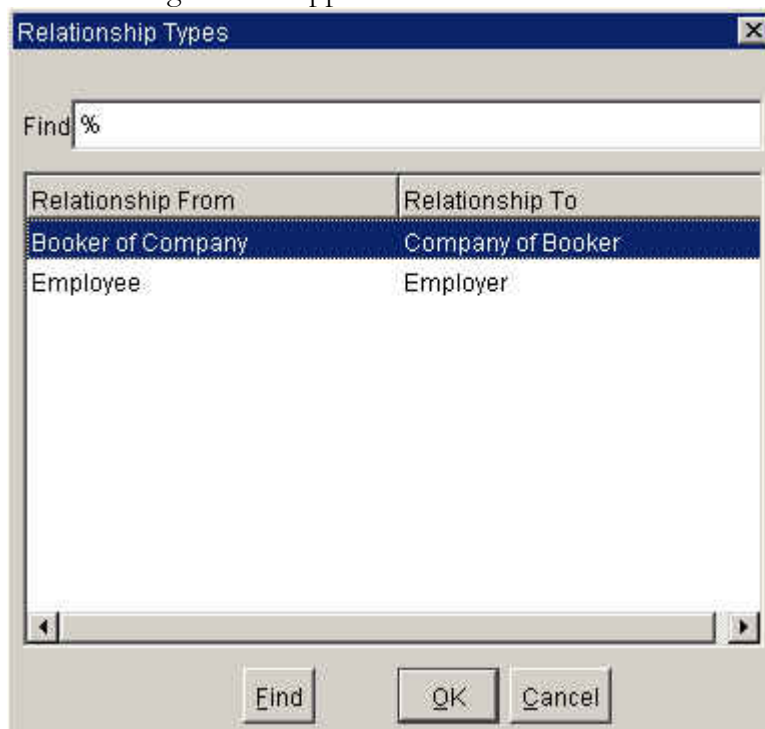 Relationship Types
Find %
Relationship From Relationship To
Booker of Company Company of Booker
Employee Employer
Find OK Cancel